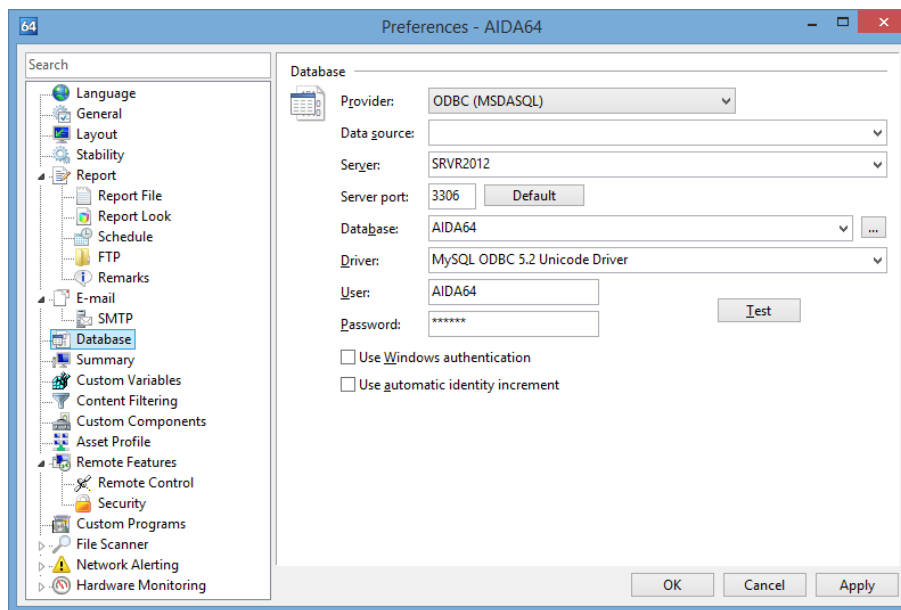 64
Preferences - AIDA64
Search
Language
General
Layout
Stability
Report
Report File
Report Look
Schedule
FTP
Remarks
E-mail
SMTP
Database
Summary
Custom Variables
Content Filtering
Custom Components
Asset Profile
Remote Features
Remote Control
Security
Custom Programs
File Scanner
Network Alerting
Hardware Monitoring
Database
Provider: ODBC (MSDASQL)
Data source:
Server: SRVR2012
Server port: 3306 Default
Database: AIDA64 ...
Driver: MySQL ODBC 5.2 Unicode Driver
User: AIDA64
Test
Password: ******
Use Windows authentication
Use automatic identity increment
OK Cancel Apply